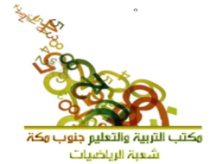 مكتب التربية والتعليم جنوب مكة
شعبة الرياضيات